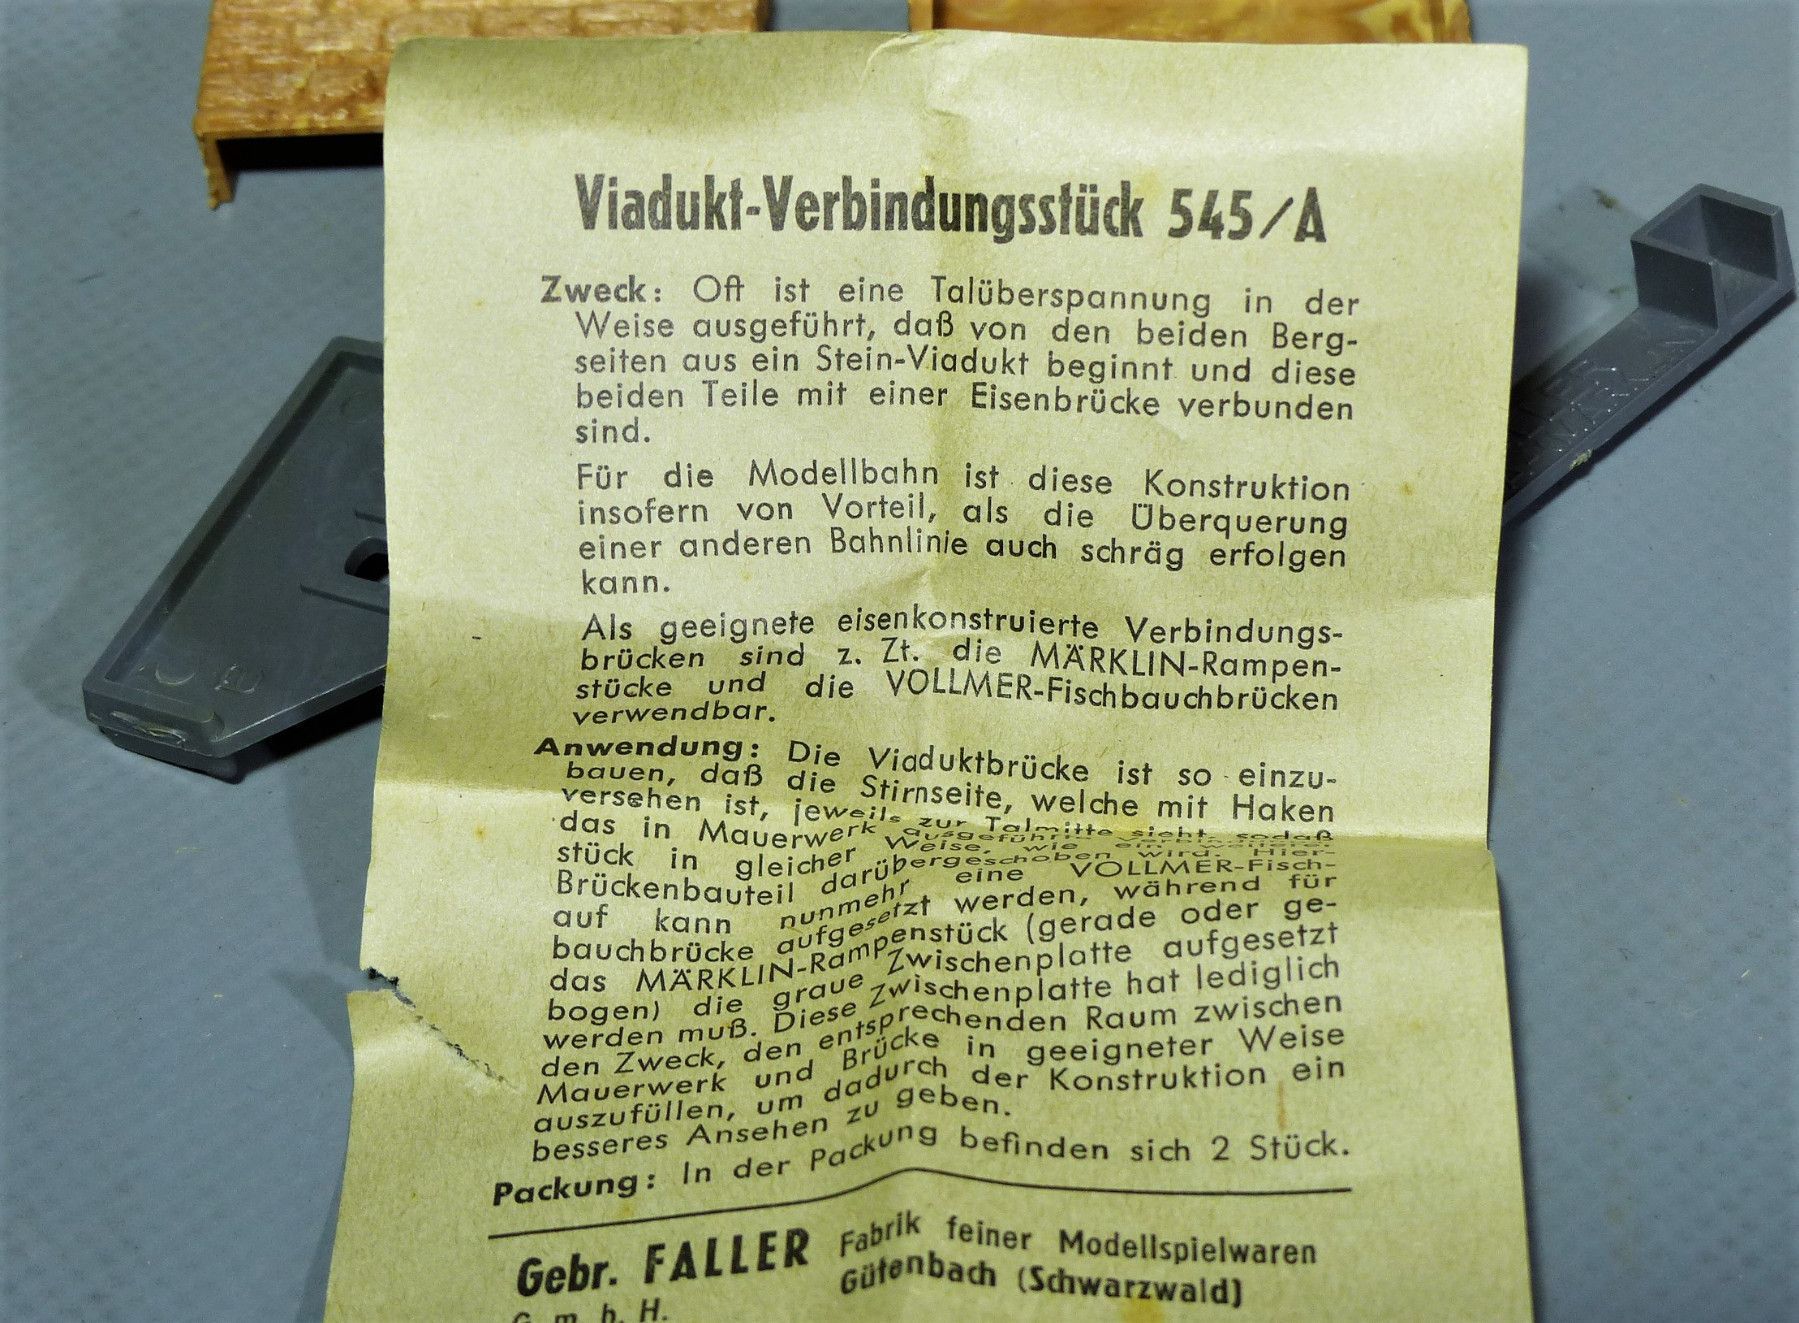 Viadukt-Verbindungsstück 545/A
Zweck: Oft ist eine Talüberspannung in der
Weise ausgeführt, daß von den beiden Berg-
seiten aus ein Stein-Viadukt beginnt und diese
beiden Teile mit einer Eisenbrücke verbunden
sind.
Für die Modellbahn ist diese Konstruktion
insofern von Vorteil, als die Überquerung
einer anderen Bahnlinie auch schräg erfolgen
kann.
Als geeignete eisenkonstruierte Verbindungs-
brücken sind z. Zt. die MÄRKLIN-Rampen-
stücke und die VOLLMER-Fischbauchbrücken
verwendbar.
Anwendung: Die Viaduktbrücke ist so einzu-
bauen, daß die Stirnseite, welche mit Haken
versehen ist, jeweils zur Talmitte sieht, sodaß
das in Mauerwerk ausgeführte
stück in gleicher Weise, wie ein
Brückenbauteil darübergeschoben wird. Hier-
auf kann nunmehr eine VOLLMER-Fisch-
bauchbrücke aufgesetzt werden, während für
das MÄRKLIN-Rampenstück (gerade oder ge-
bogen) die graue Zwischenplatte aufgesetzt
werden muß. Diese Zwischenplatte hat lediglich
den Zweck, den entsprechenden Raum zwischen
Mauerwerk und Brücke in geeigneter Weise
auszufüllen, um dadurch der Konstruktion ein
besseres Ansehen zu geben.
Packung: In der Packung befinden sich 2 Stück.
Gebr. FALLER Fabrik feiner Modellspielwaren
Gütenbach (Schwarzwald)
G. m. b. H.